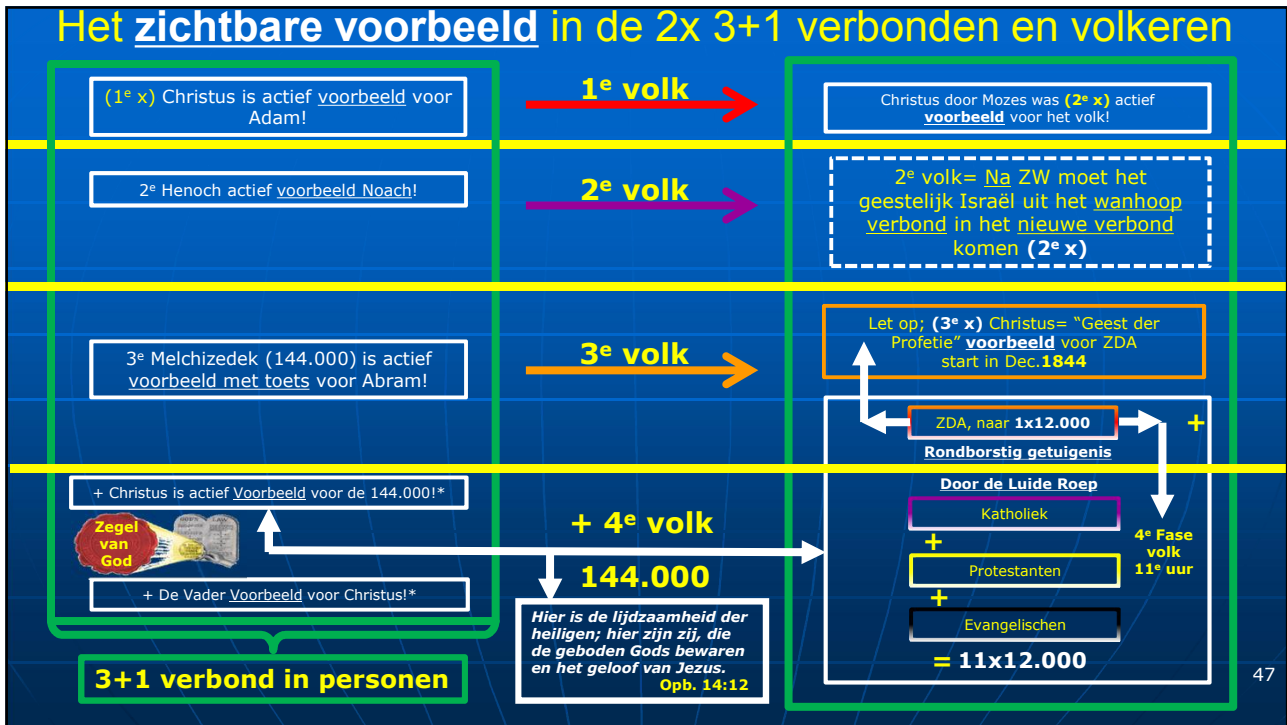 Het zichtbare voorbeeld in de 2x 3+1 verbonden en volkeren
(1e x) Christus is actief voorbeeld voor
Adam!
1e volk
Christus door Mozes was (2e x) actief
voorbeeld voor het volk!
2e Henoch actief voorbeeld Noach!
2e volk
2e volk= Na ZW moet het
geestelijk Israël uit het wanhoop
verbond in het nieuwe verbond
komen (2e x)
3e Melchizedek (144.000) is actief
voorbeeld met toets voor Abram!
3e volk
Let op; (3e x) Christus= “Geest der
Profetie” voorbeeld voor ZDA
start in Dec.1844
ZDA, naar 1x12.000
+
Rondborstig getuigenis
+ Christus is actief Voorbeeld voor de 144.000!*
Zegel
van
God
+ De Vader Voorbeeld voor Christus!*
3+1 verbond in personen
+ 4e volk
144.000
Hier is de lijdzaamheid der
heiligen; hier zijn zij, die
de geboden Gods bewaren
en het geloof van Jezus.
Opb. 14:12
Door de Luide Roep
Katholiek
+
Protestanten
+
Evangelischen
= 11x12.000
4e Fase
volk
11e uur
47